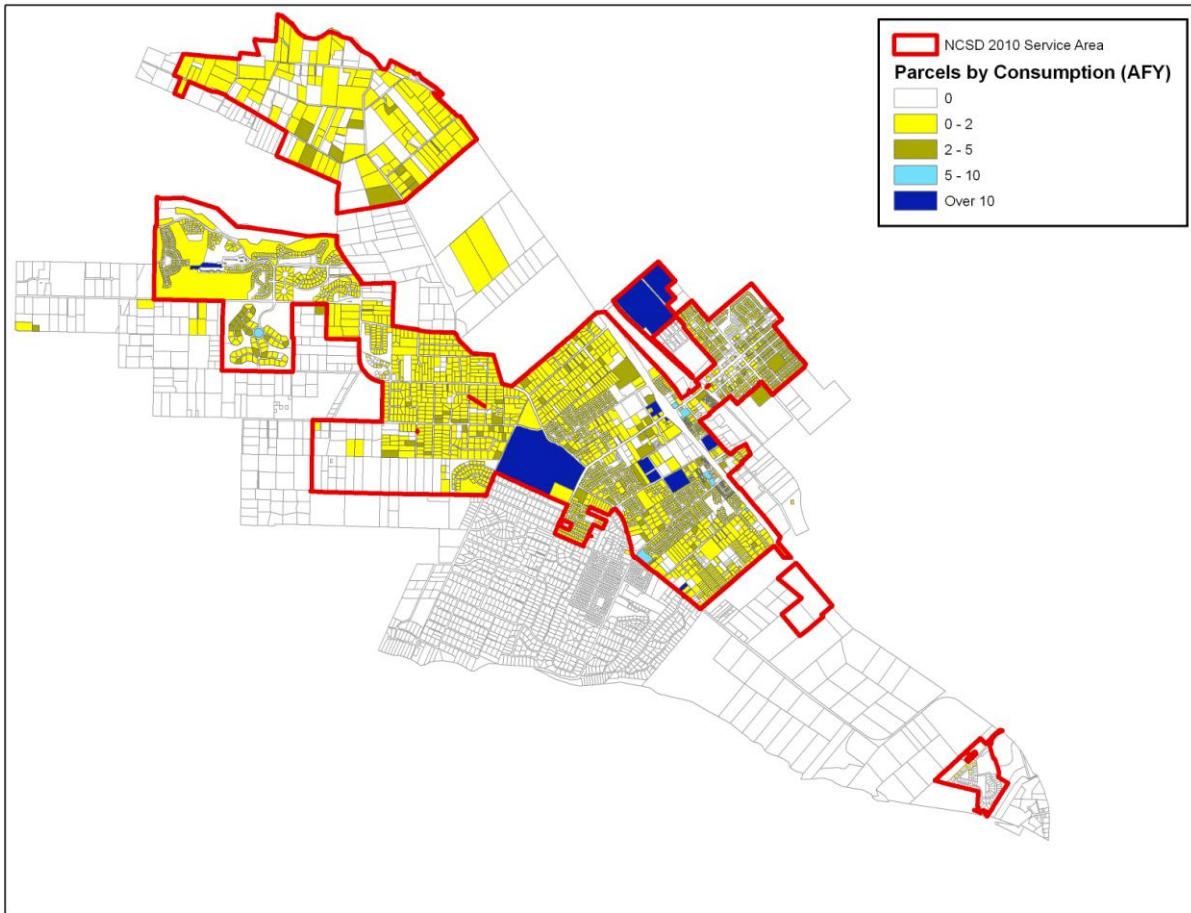 NCSD 2010 Service Area
Parcels by Consumption (AFY)
0
0 - 2
2 - 5
5 - 10
Over 10